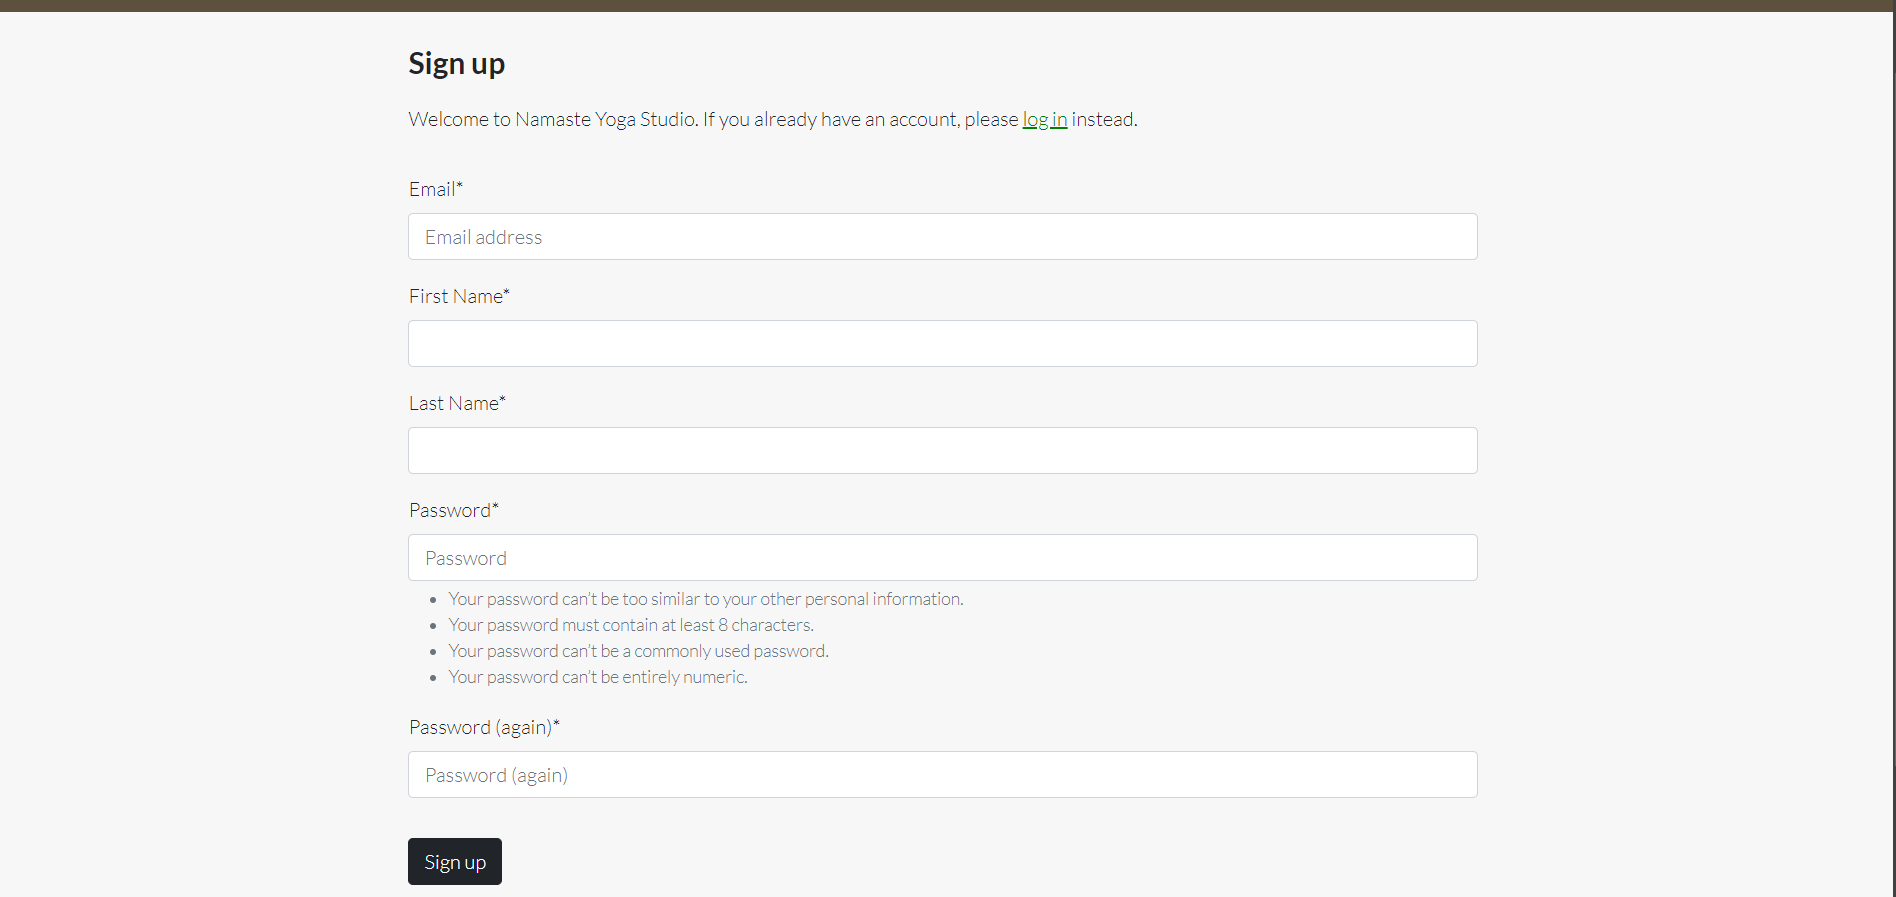 Sign up
Welcome to Namaste Yoga Studio. If you already have an account, please log in instead.
Email*
Email address
First Name*
Last Name*
Password*
Password
Your password can’t be too similar to your other personal information.
Your password must contain at least 8 characters.
Your password can’t be a commonly used password.
Your password can’t be entirely numeric.
Password (again)*
Password (again)
Sign up